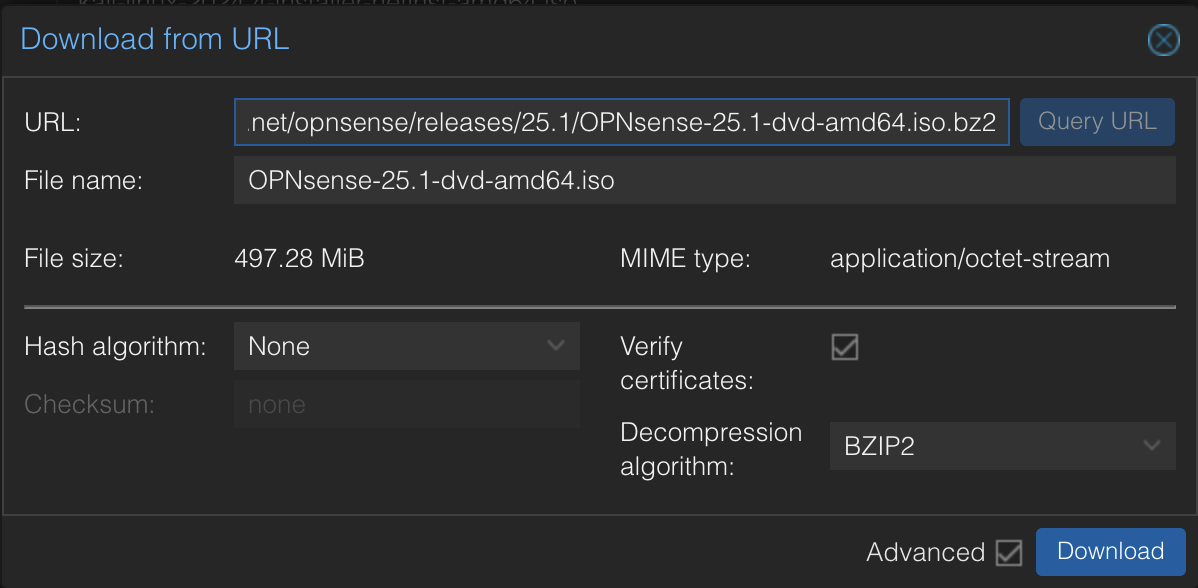 Download from URL
URL: .net/opnsense/releases/25.1/OPNsense-25.1-dvd-amd64.iso.bz2 Query URL
File name: OPNsense-25.1-dvd-amd64.iso
File size: 497.28 MiB MIME type: application/octet-stream
Hash algorithm: None Verify
certificates:
Checksum: none
Decompression
algorithm: BZIP2
Advanced Download